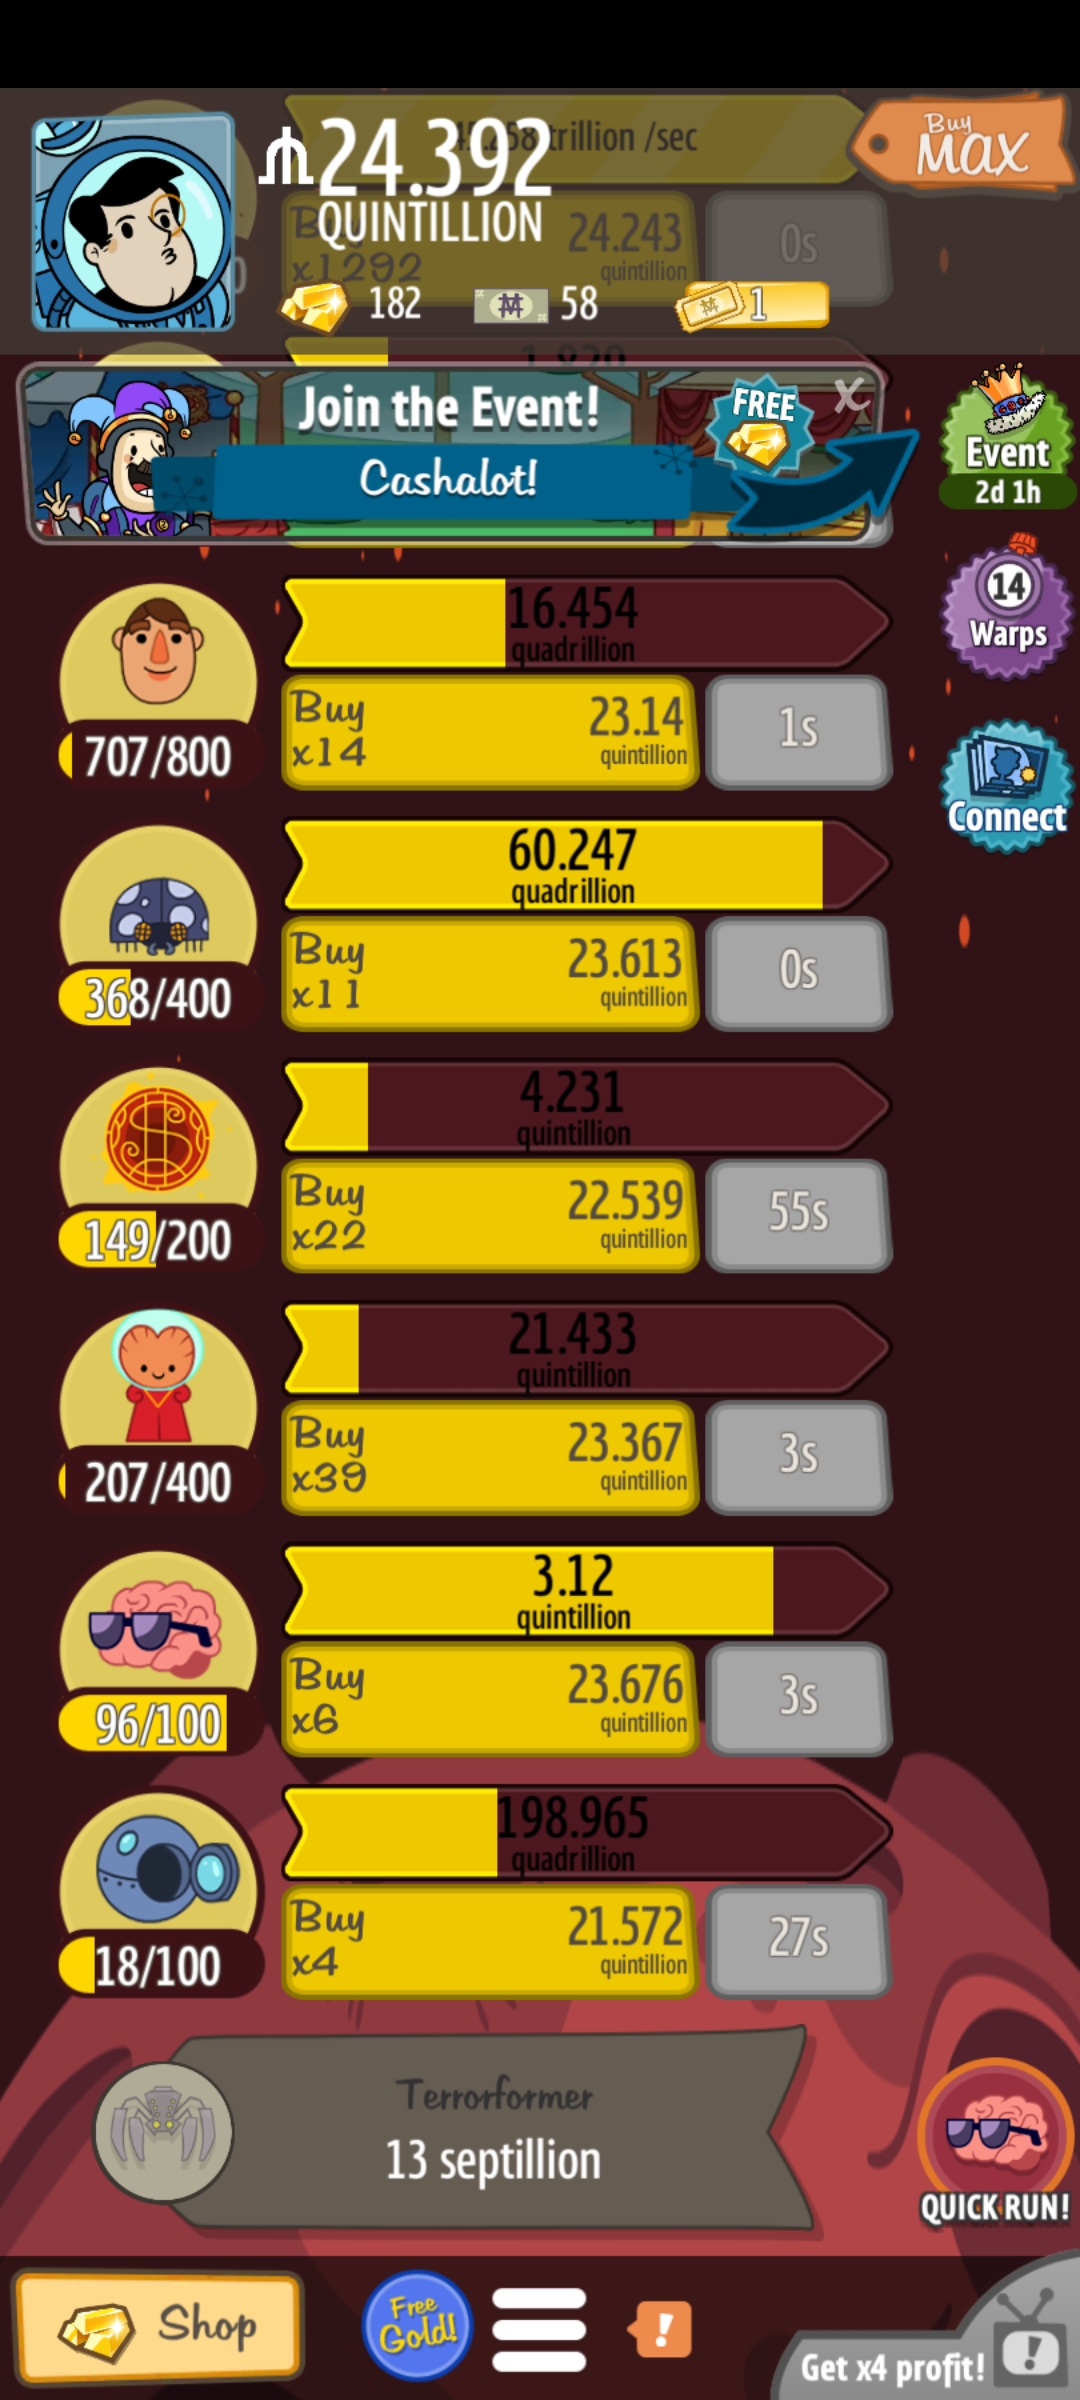 trillion /sec
Buy
MAX
24.392
QUINTILLION
x1292
24.243
quintillion
0s
182
58
1
Join the Event!
FREE
X
Cashalot!
Event
2d 1h
16.454
quadrillion
14
Warps
707/800
Buy
x14
23.14
quintillion
1s
Connect
60.247
quadrillion
368/400
Buy
x11
23.613
quintillion
0s
4.231
quintillion
149/200
Buy
x22
22.539
quintillion
55s
21.433
quintillion
207/400
Buy
x39
23.367
quintillion
3s
3.12
quintillion
96/100
Buy
x6
23.676
quintillion
3s
198.965
quadrillion
18/100
Buy
x4
21.572
quintillion
27s
Terrorformer
13 septillion
QUICK RUN!
Shop
Free
Gold!
!
!
Get x4 profit!